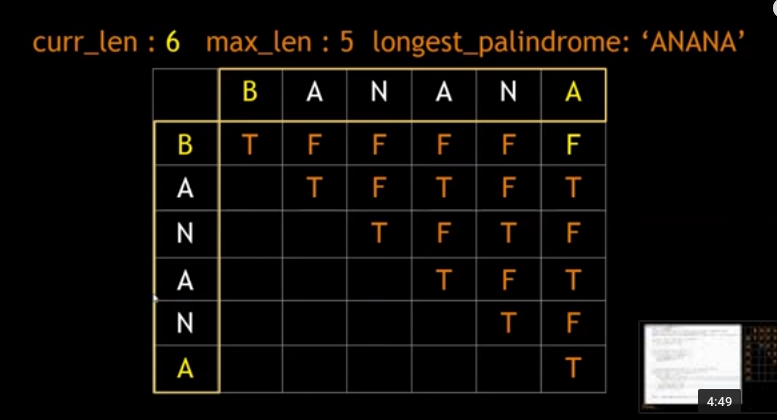 curr_len : 6 max_len : 5 longest_palindrome: ‘ANANA’
B A N A N A
B T F F F F F
A T F T F T
N T F T F
A T F T
N T F
A T
4:49